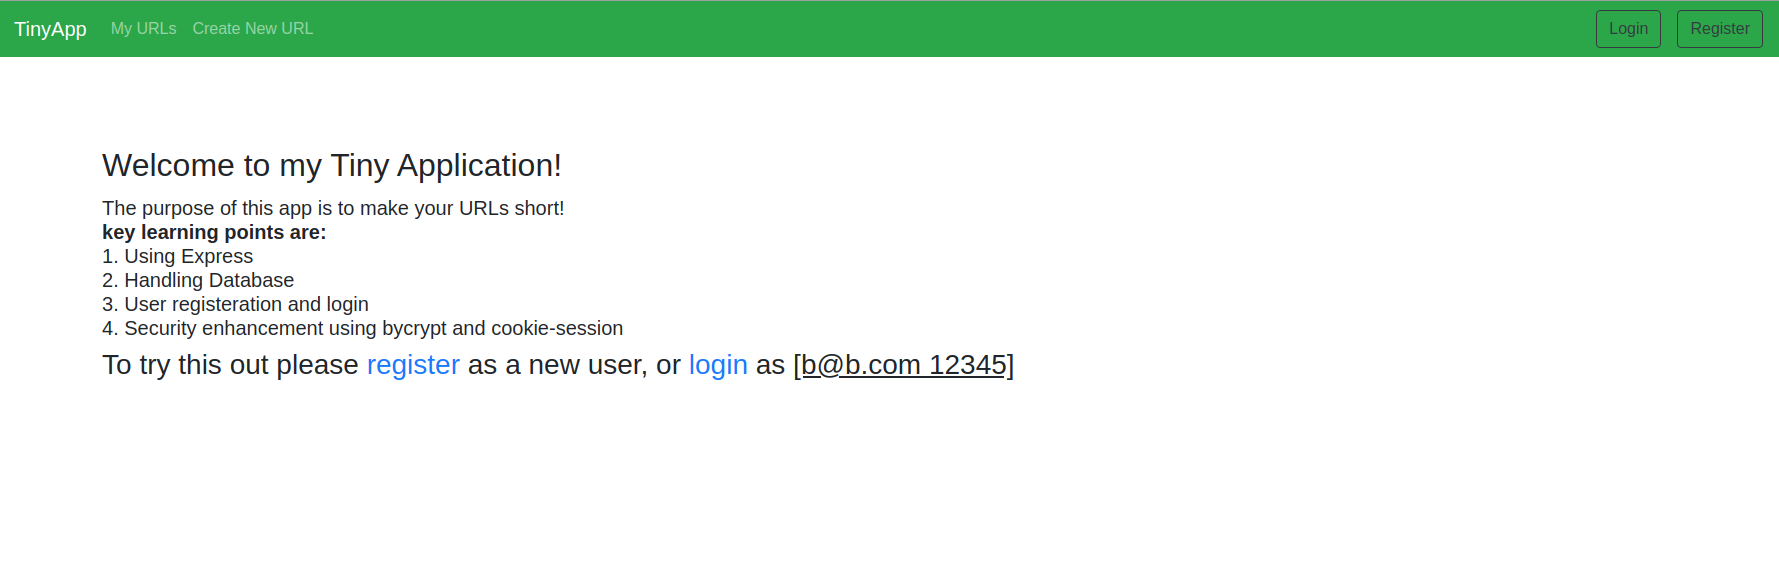 TinyApp My URLs Create New URL Login Register
Welcome to my Tiny Application!
The purpose of this app is to make your URLs short!
key learning points are:
1. Using Express
2. Handling Database
3. User registeration and login
4. Security enhancement using bycrypt and cookie-session
To try this out please register as a new user, or login as [b@b.com 12345]